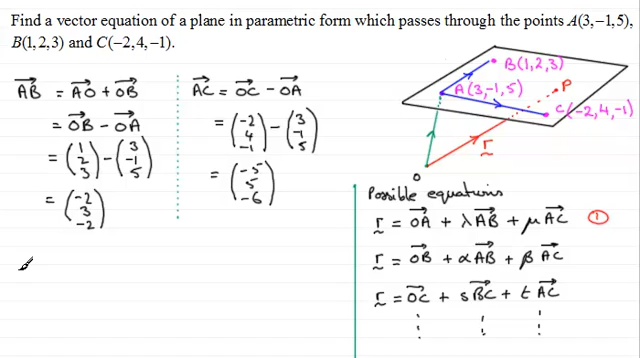 Find a vector equation of a plane in parametric form which passes through the points A(3,−1,5),
B(1,2,3) and C(−2,4,−1).
AB = AO + OB
= OB − OA
= (1 2 3) − (3 −1 5)
= (−2 3 −2)
AC = OC − OA
= (−2 4 −1) − (3 −1 5)
= (−5 5 −6)
B(1,2,3)
A(3,−1,5)
P
C(−2,4,−1)
r
O
Possible equations
r = OA + λAB + μAC ①
r = OB + αAB + βAC
r = OC + sBC + tAC